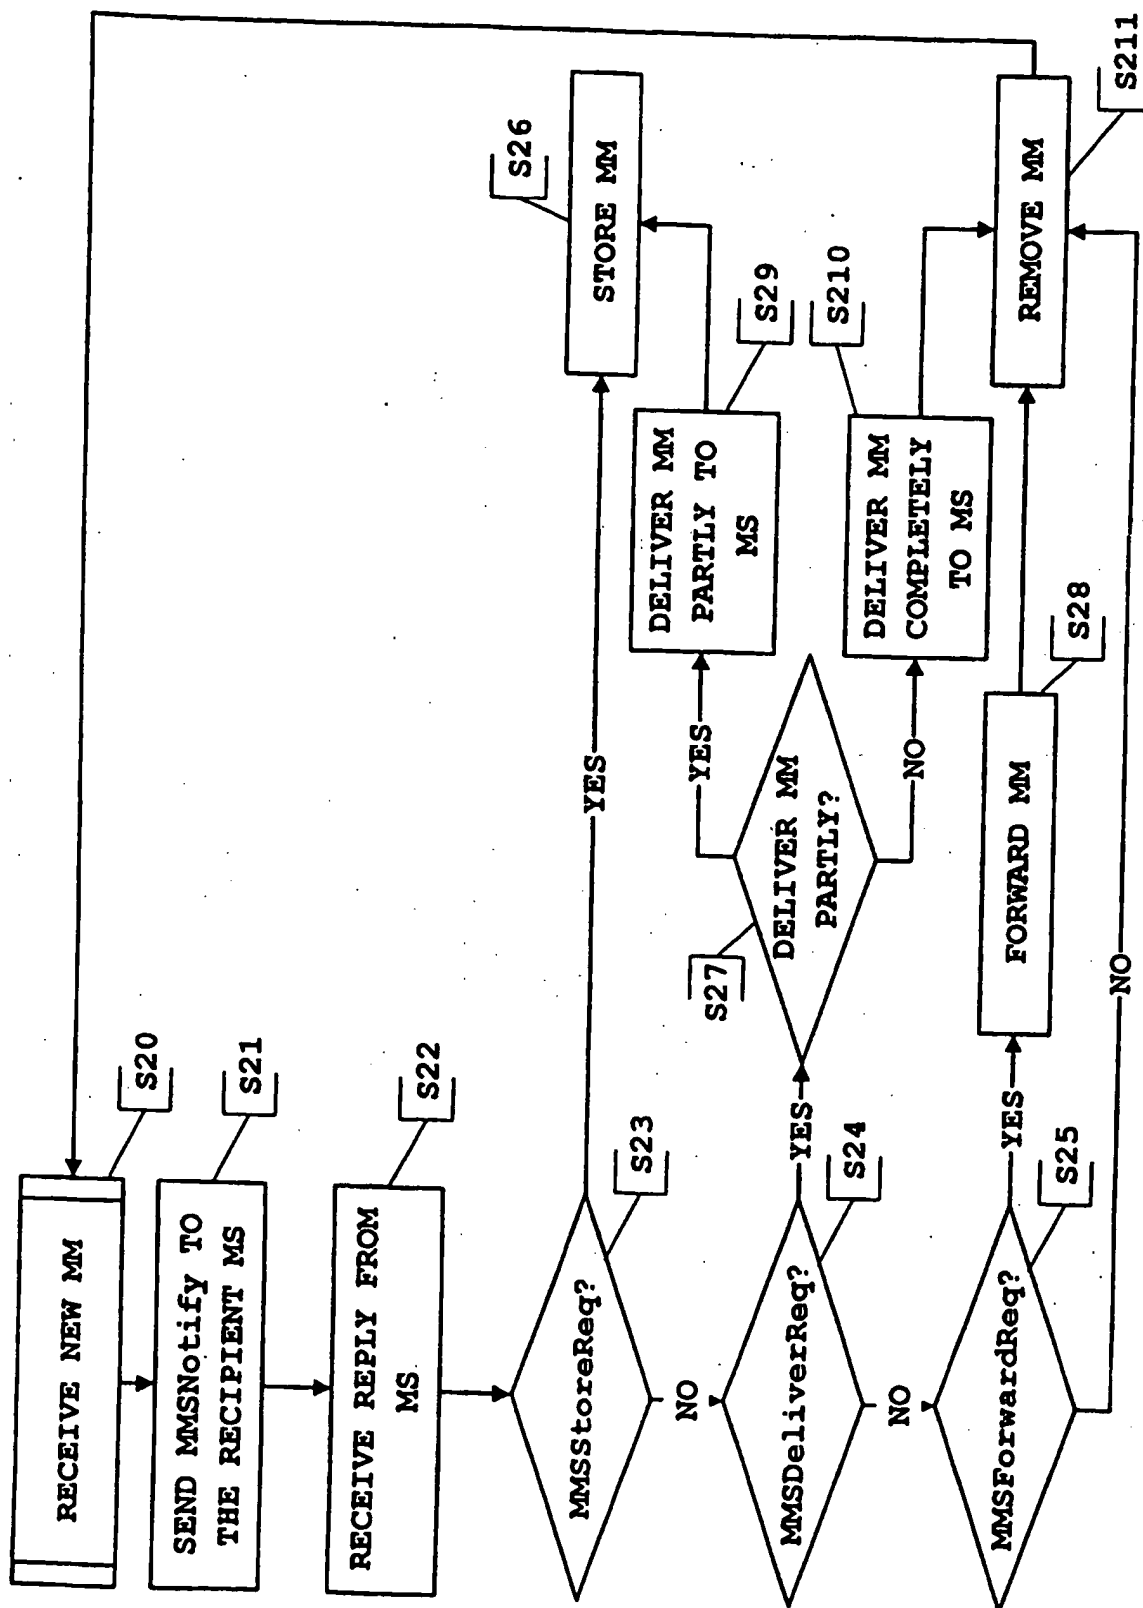 RECEIVE NEW MM
S20
SEND MMSNotify TO
THE RECIPIENT MS
S21
RECEIVE REPLY FROM
MS
S22
MMSStoreReq?
S23
YES
STORE MM
S26
NO
MMSDeliverReq?
S24
YES
DELIVER MM
PARTLY?
S27
YES
DELIVER MM
PARTLY TO
MS
S29
NO
DELIVER MM
COMPLETELY
TO MS
S210
NO
MMSForwardReq?
S25
YES
FORWARD MM
S28
REMOVE MM
S211
NO